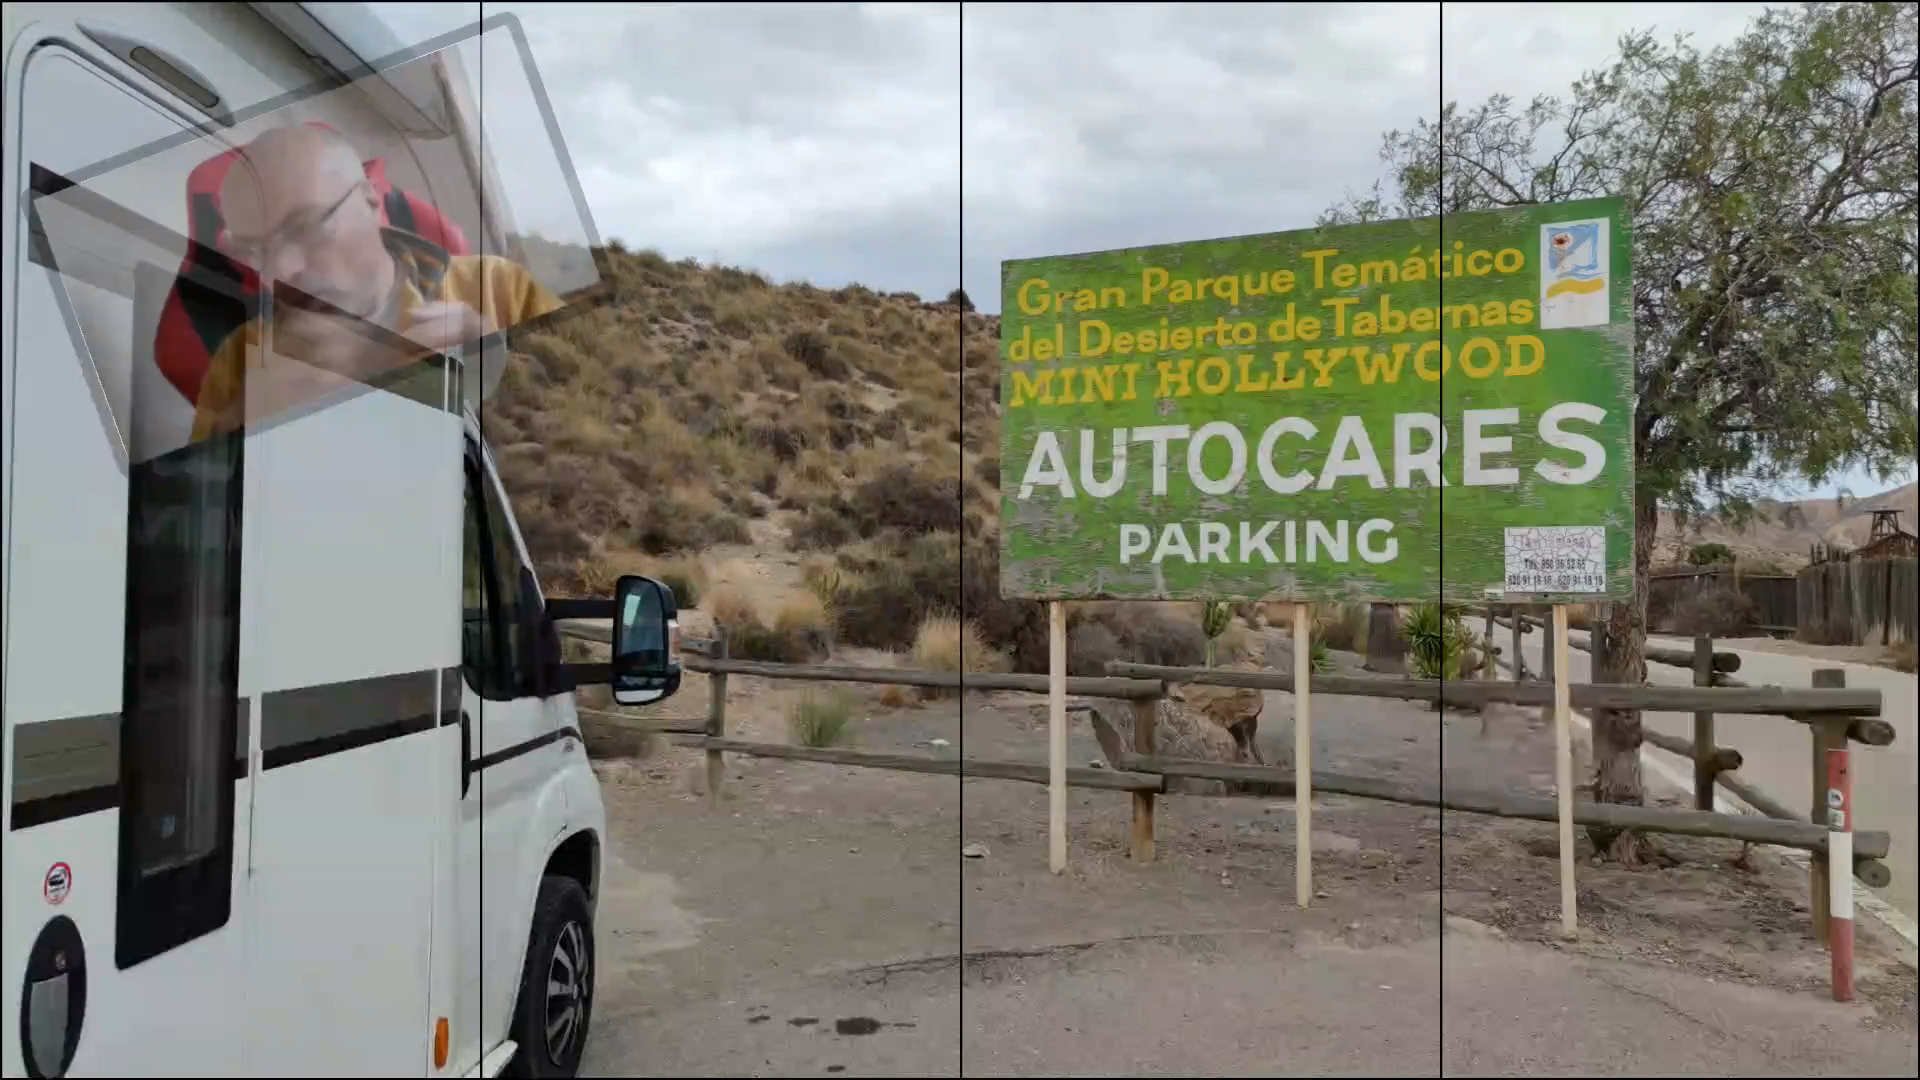 Gran Parque Temático
del Desierto de Tabernas
MINI HOLLYWOOD
AUTOCARES
PARKING